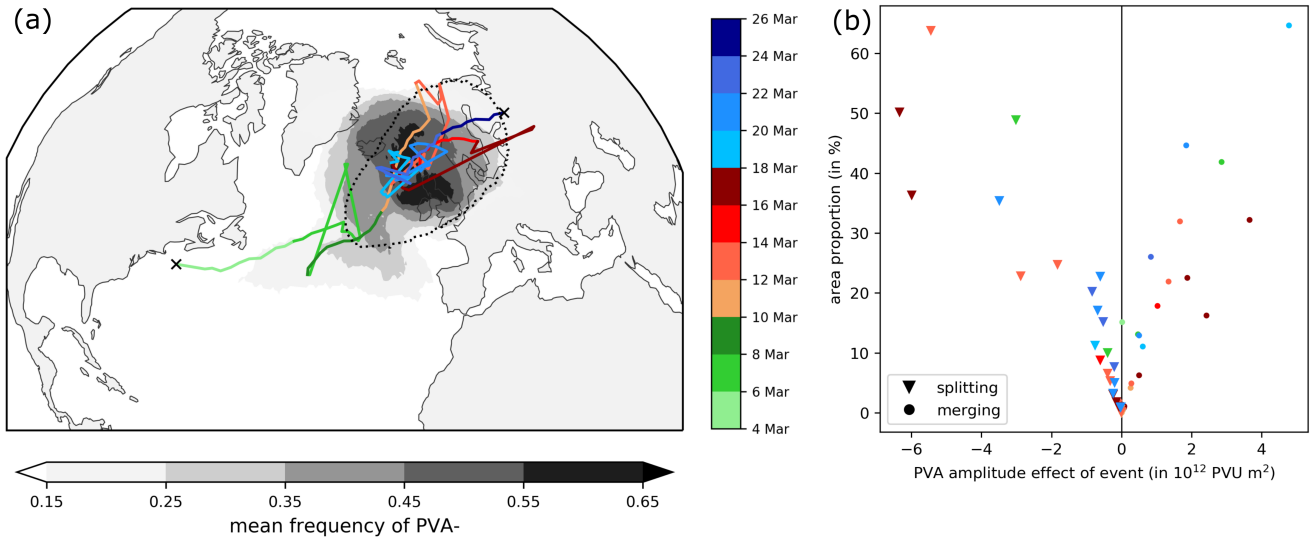 (a)
26 Mar
24 Mar
22 Mar
20 Mar
18 Mar
16 Mar
14 Mar
12 Mar
10 Mar
8 Mar
6 Mar
4 Mar
0.15 0.25 0.35 0.45 0.55 0.65
mean frequency of PVA-
(b)
area proportion (in %)
60
50
40
30
20
10
0
splitting
merging
−6 −4 −2 0 2 4
PVA amplitude effect of event (in 10¹² PVU m²)